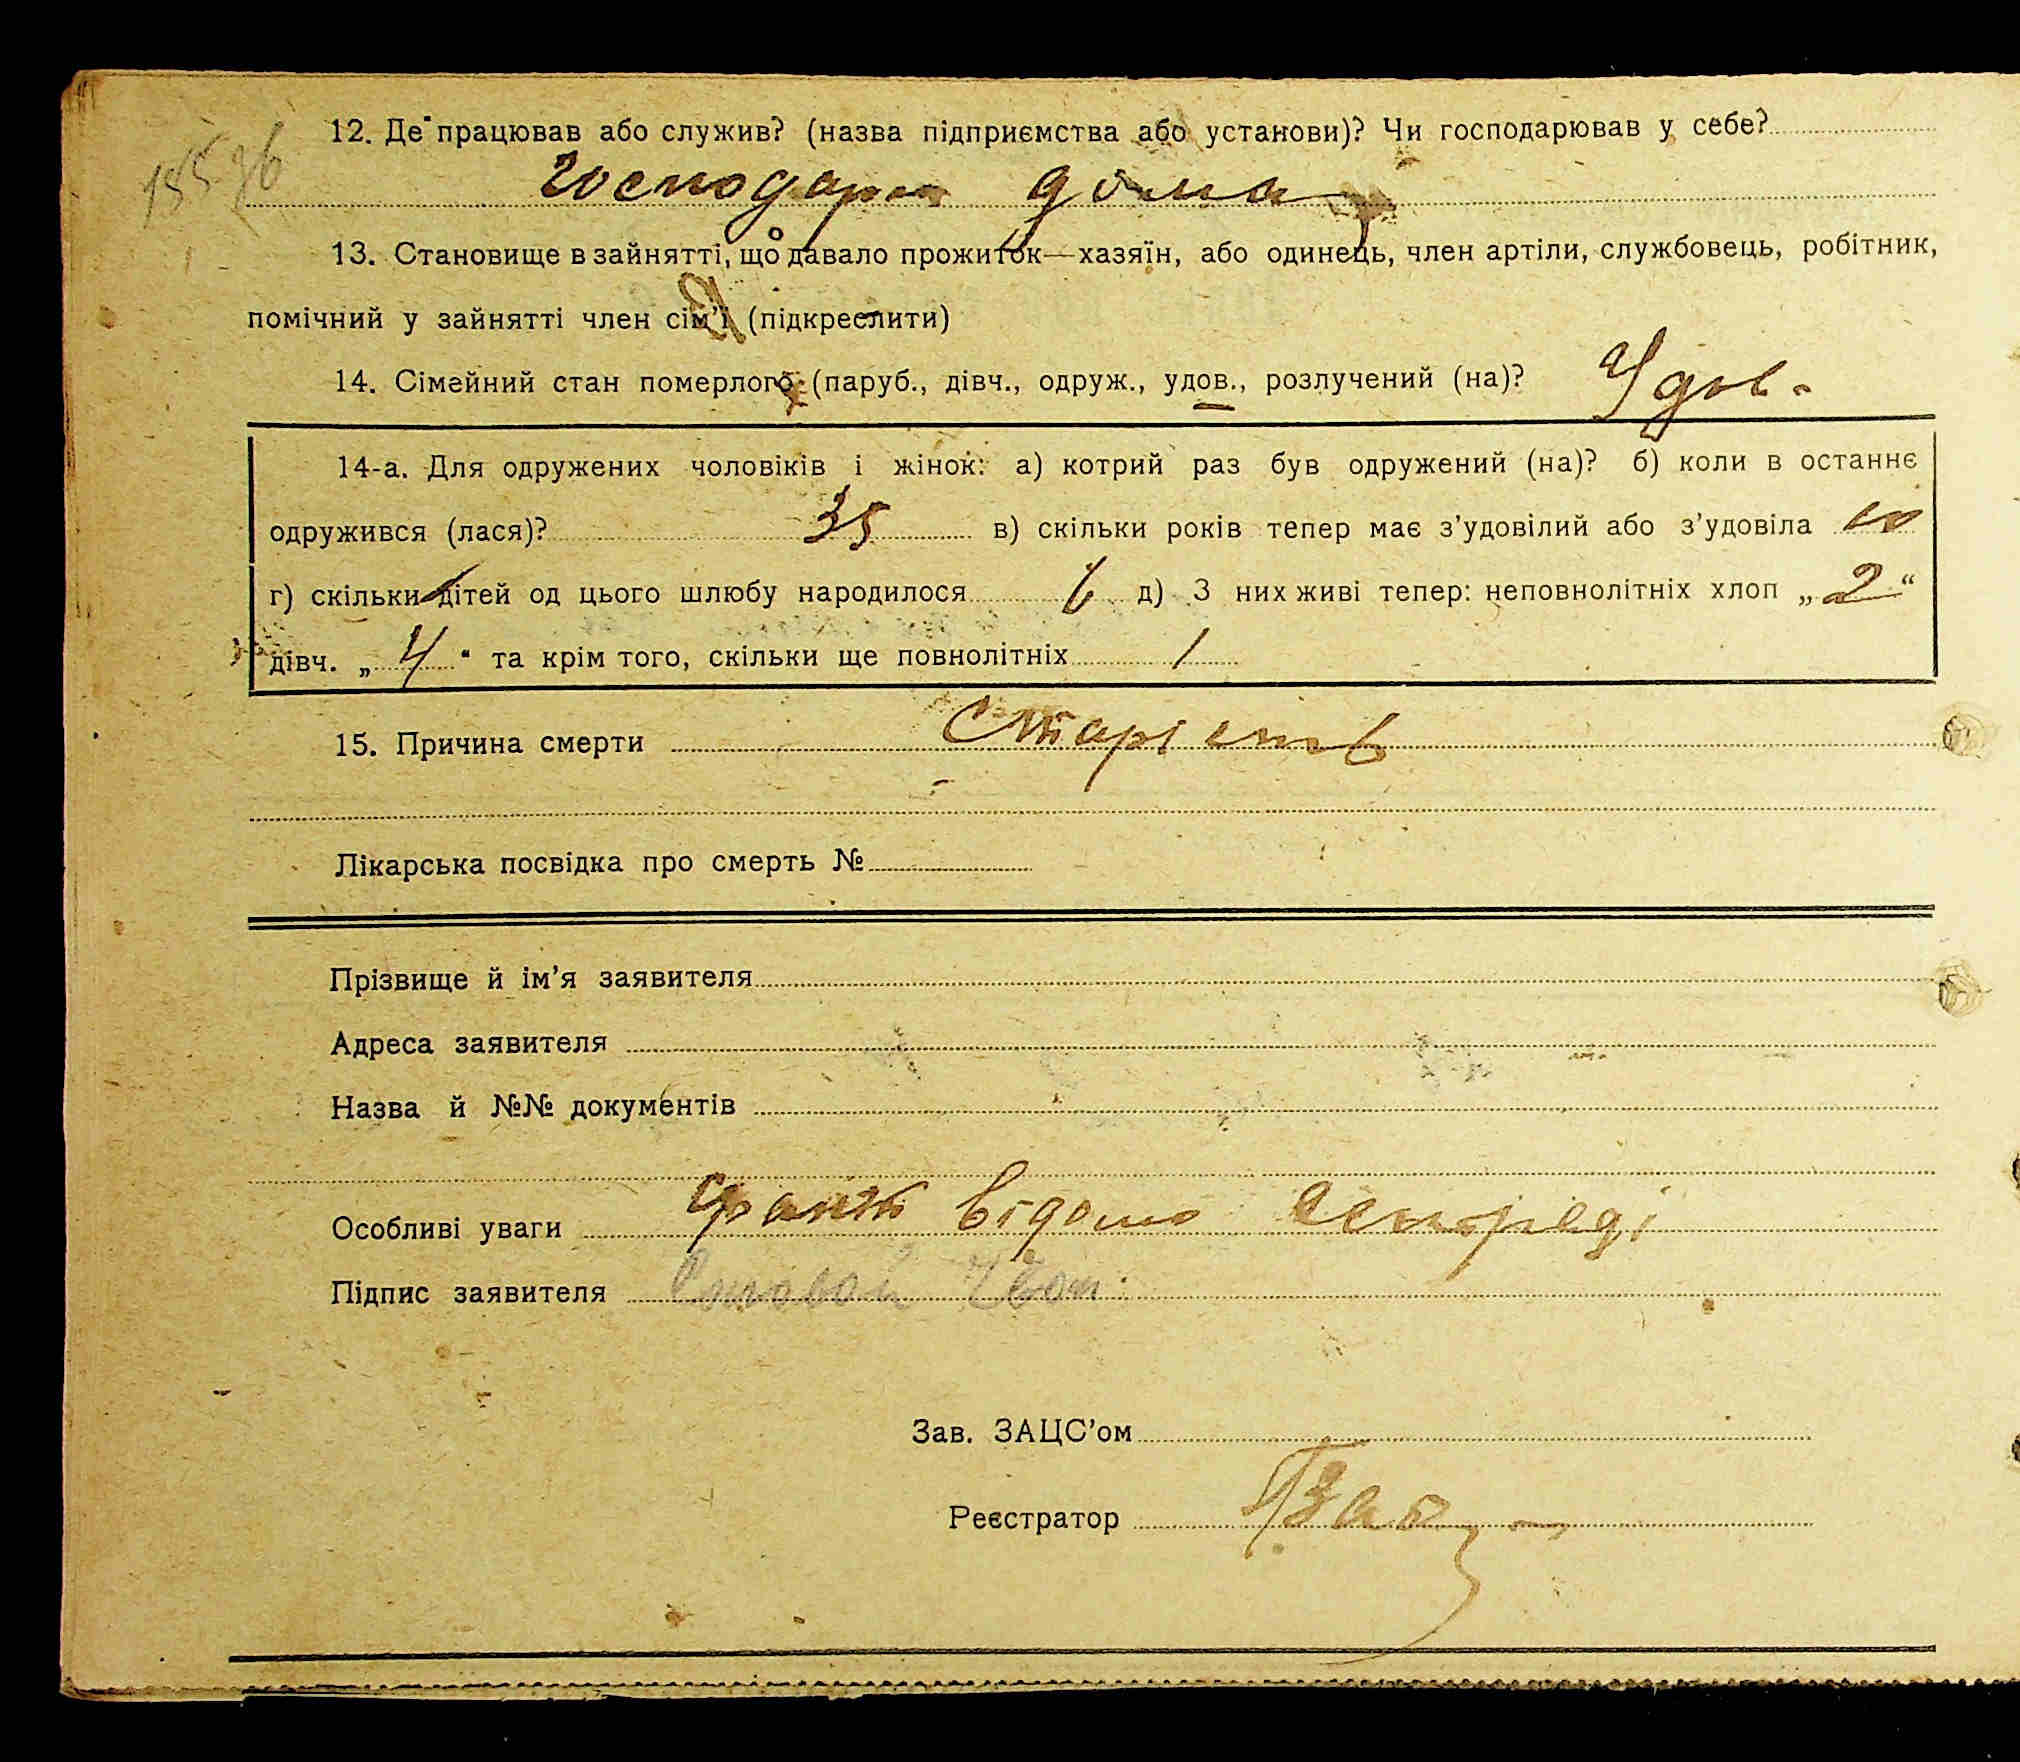 12. Де працював або служив? (назва підприємства або установи)? Чи господарював у себе?
господар дома
13. Становище в зайнятті, що давало прожиток—хазяїн, або одинець, член артіли, службовець, робітник,
помічний у зайнятті член сім'ї (підкреслити)
14. Сімейний стан померлого (паруб., дівч., одруж., удов., розлучений (на)? Удов.
14-а. Для одружених чоловіків і жінок: а) котрий раз був одружений (на)? б) коли в останнє
одружився (лася)? 35 в) скільки років тепер має з'удовілий або з'удовіла
г) скільки дітей од цього шлюбу народилося 6 д) З них живі тепер: неповнолітніх хлоп „2“
дівч. „4“ та крім того, скільки ще повнолітніх 1
15. Причина смерти Старість
Лікарська посвідка про смерть №
Прізвище й ім'я заявителя
Адреса заявителя
Назва й №№ документів
Особливі уваги факт відомо сельраді
Підпис заявителя
Зав. ЗАЦС'ом
Реєстратор